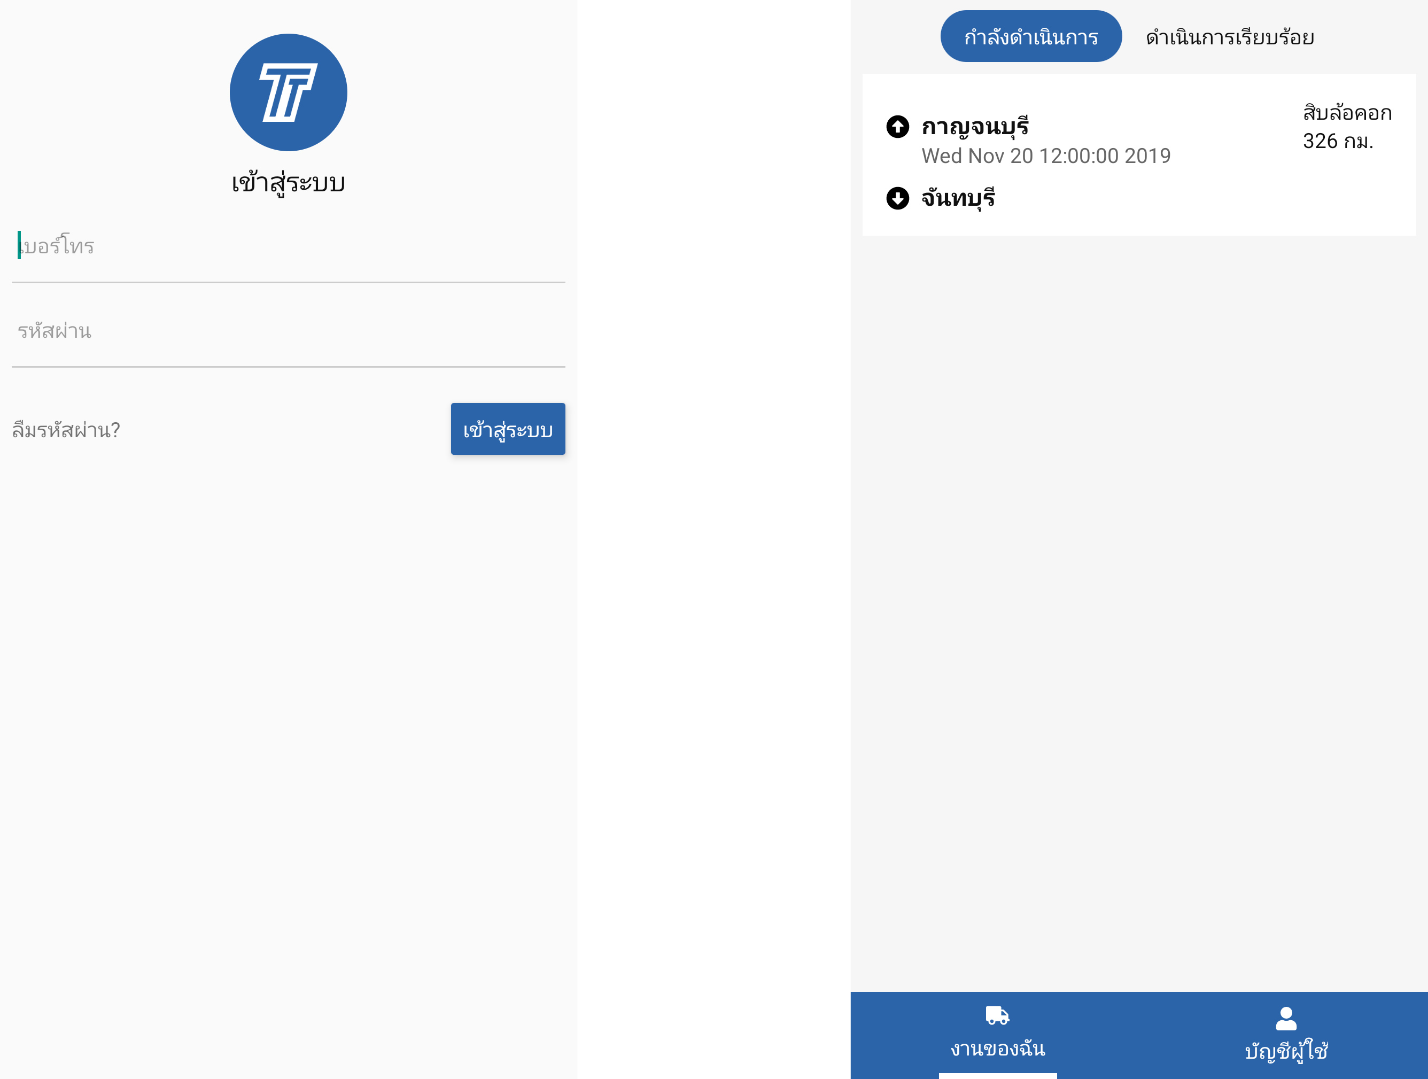 เข้าสู่ระบบ
เบอร์โทร
รหัสผ่าน
ลืมรหัสผ่าน?
เข้าสู่ระบบ
กำลังดำเนินการ
ดำเนินการเรียบร้อย
กาญจนบุรี
Wed Nov 20 12:00:00 2019
จันทบุรี
สิบล้อคอก
326 กม.
งานของฉัน
บัญชีผู้ใช้